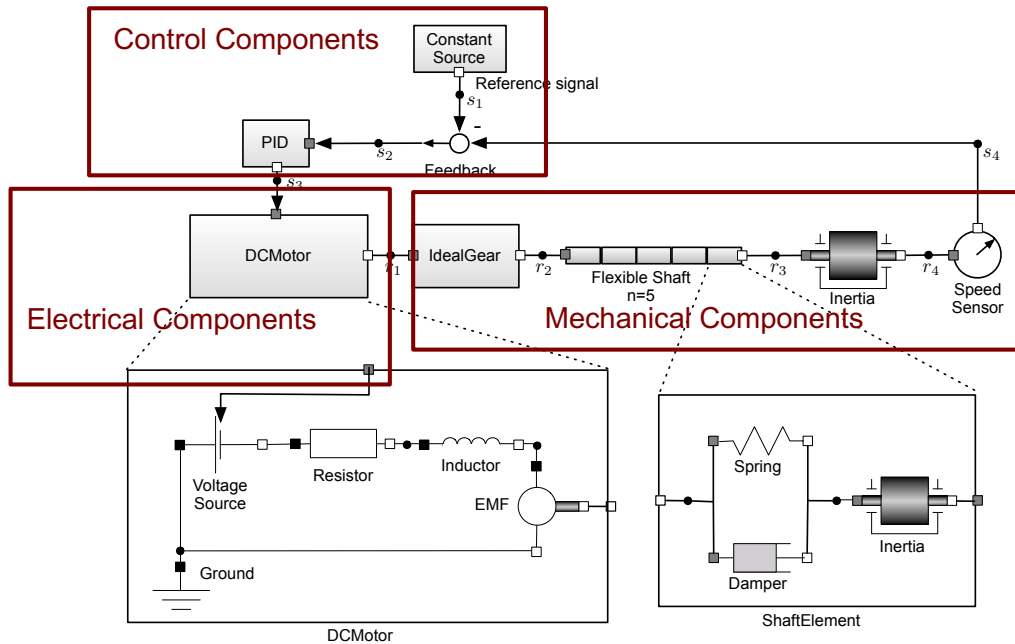 Control Components
Constant
Source
Reference signal
s1
-
PID
s2
Feedback
s4
s3
DCMotor
r1
IdealGear
r2
Flexible Shaft
n=5
r3
Inertia
r4
Speed
Sensor
Electrical Components
Mechanical Components
Voltage
Source
Resistor
Inductor
EMF
Ground
DCMotor
Spring
Damper
Inertia
ShaftElement